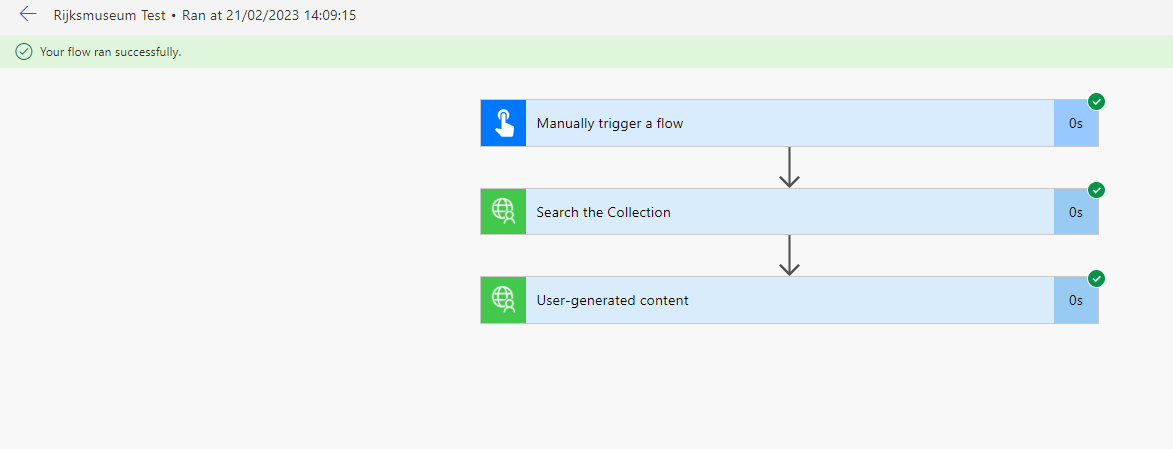 Rijksmuseum Test • Ran at 21/02/2023 14:09:15
Your flow ran successfully.
Manually trigger a flow 0s
Search the Collection 0s
User-generated content 0s